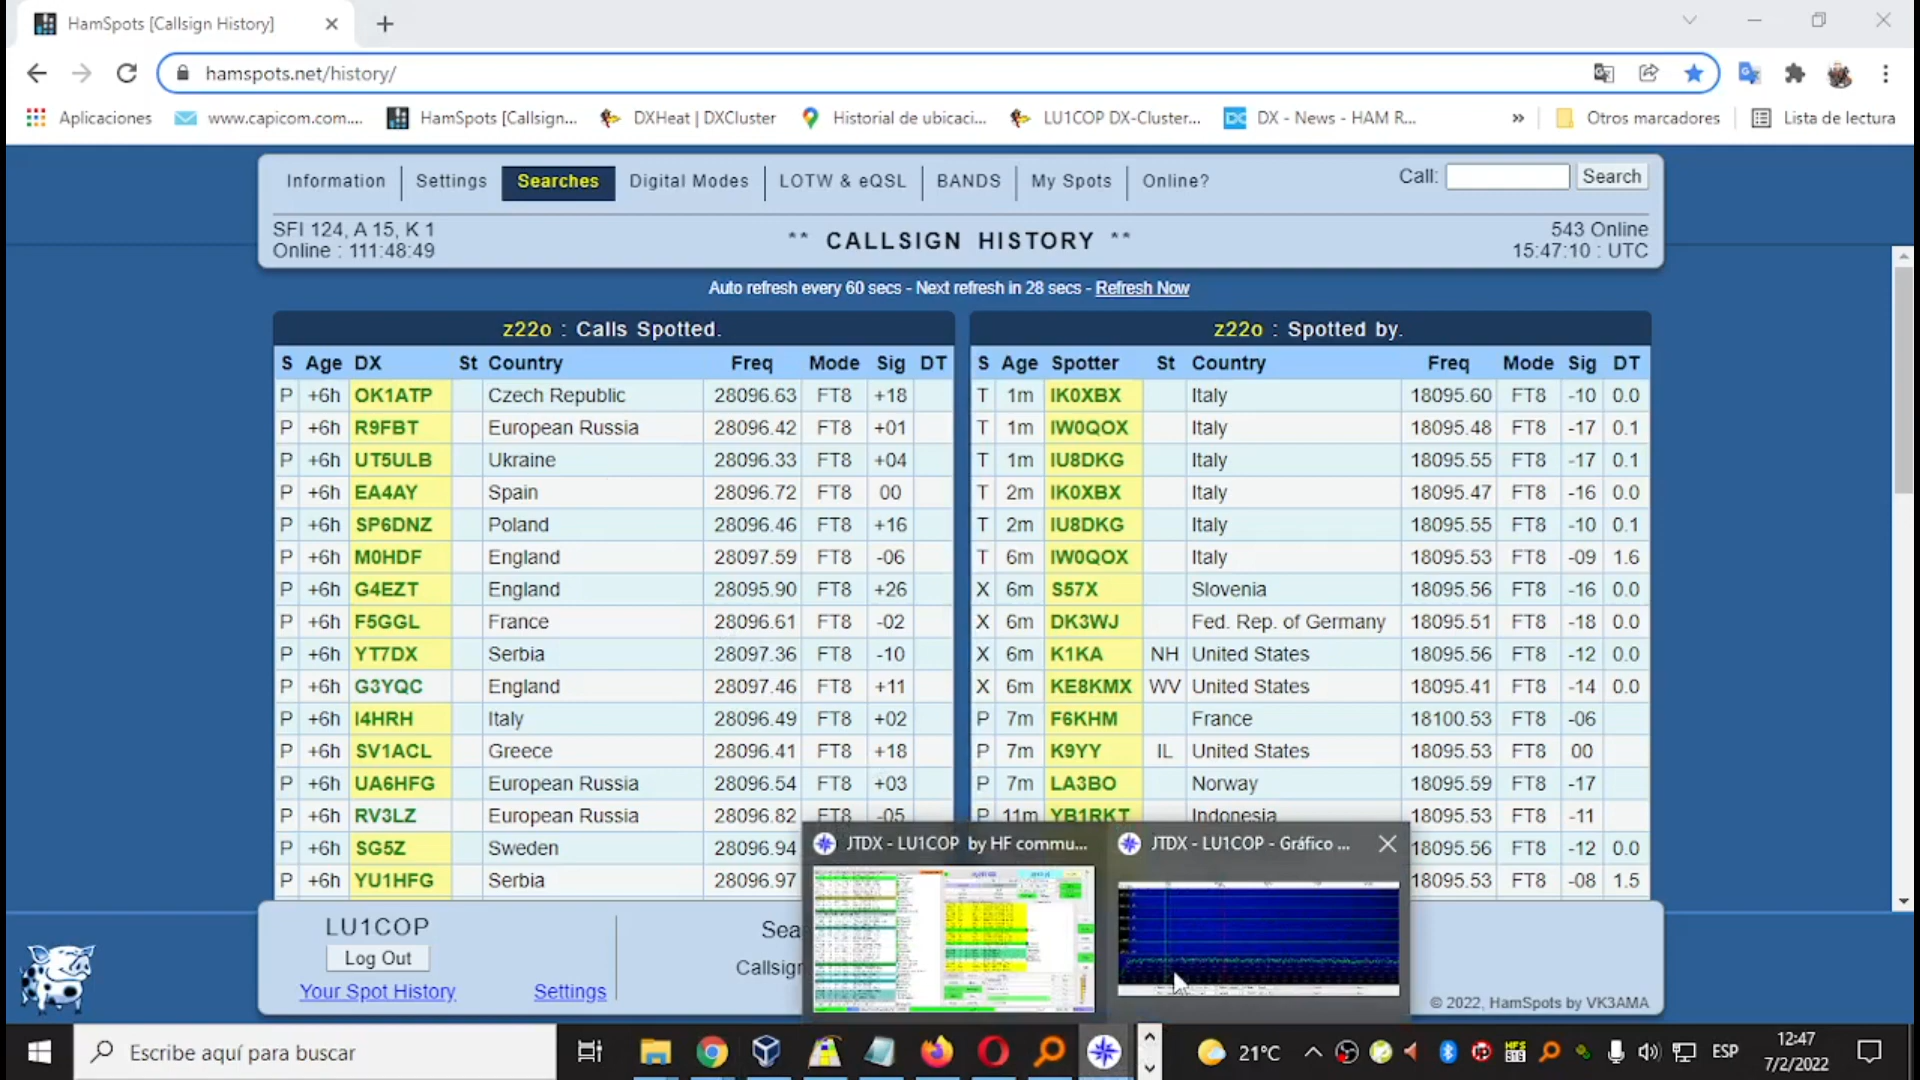 HamSpots [Callsign History]
hamspots.net/history/
Aplicaciones www.capicom.com.... HamSpots [Callsign... DXHeat | DXCluster Historial de ubicaci... LU1COP DX-Cluster... DX - News - HAM R... » Otros marcadores Lista de lectura
Information Settings Searches Digital Modes LOTW & eQSL BANDS My Spots Online? Call: Search
SFI 124, A 15, K 1
Online : 111:48:49
** CALLSIGN HISTORY **
543 Online
15:47:10 : UTC
Auto refresh every 60 secs - Next refresh in 28 secs - Refresh Now
z22o : Calls Spotted.
S Age DX St Country Freq Mode Sig DT
P +6h OK1ATP Czech Republic 28096.63 FT8 +18
P +6h R9FBT European Russia 28096.42 FT8 +01
P +6h UT5ULB Ukraine 28096.33 FT8 +04
P +6h EA4AY Spain 28096.72 FT8 00
P +6h SP6DNZ Poland 28096.46 FT8 +16
P +6h M0HDF England 28097.59 FT8 -06
P +6h G4EZT England 28095.90 FT8 +26
P +6h F5GGL France 28096.61 FT8 -02
P +6h YT7DX Serbia 28097.36 FT8 -10
P +6h G3YQC England 28097.46 FT8 +11
P +6h I4HRH Italy 28096.49 FT8 +02
P +6h SV1ACL Greece 28096.41 FT8 +18
P +6h UA6HFG European Russia 28096.54 FT8 +03
P +6h RV3LZ European Russia 28096.82 FT8 -05
P +6h SG5Z Sweden 28096.94
P +6h YU1HFG Serbia 28096.97
z22o : Spotted by.
S Age Spotter St Country Freq Mode Sig DT
T 1m IK0XBX Italy 18095.60 FT8 -10 0.0
T 1m IW0QOX Italy 18095.48 FT8 -17 0.1
T 1m IU8DKG Italy 18095.55 FT8 -17 0.1
T 2m IK0XBX Italy 18095.47 FT8 -16 0.0
T 2m IU8DKG Italy 18095.55 FT8 -10 0.1
T 6m IW0QOX Italy 18095.53 FT8 -09 1.6
X 6m S57X Slovenia 18095.56 FT8 -16 0.0
X 6m DK3WJ Fed. Rep. of Germany 18095.51 FT8 -18 0.0
X 6m K1KA NH United States 18095.56 FT8 -12 0.0
X 6m KE8KMX WV United States 18095.41 FT8 -14 0.0
P 7m F6KHM France 18100.53 FT8 -06
P 7m K9YY IL United States 18095.53 FT8 00
P 7m LA3BO Norway 18095.59 FT8 -17
P 11m YB1RKT Indonesia 18095.53 FT8 -11
18095.56 FT8 -12 0.0
18095.53 FT8 -08 1.5
JTDX - LU1COP by HF commu...
JTDX - LU1COP - Gráfico ...
LU1COP
Log Out
Your Spot History Settings
Sea
Callsign
© 2022, HamSpots by VK3AMA
Escribe aquí para buscar
21°C
ESP
12:47
7/2/2022